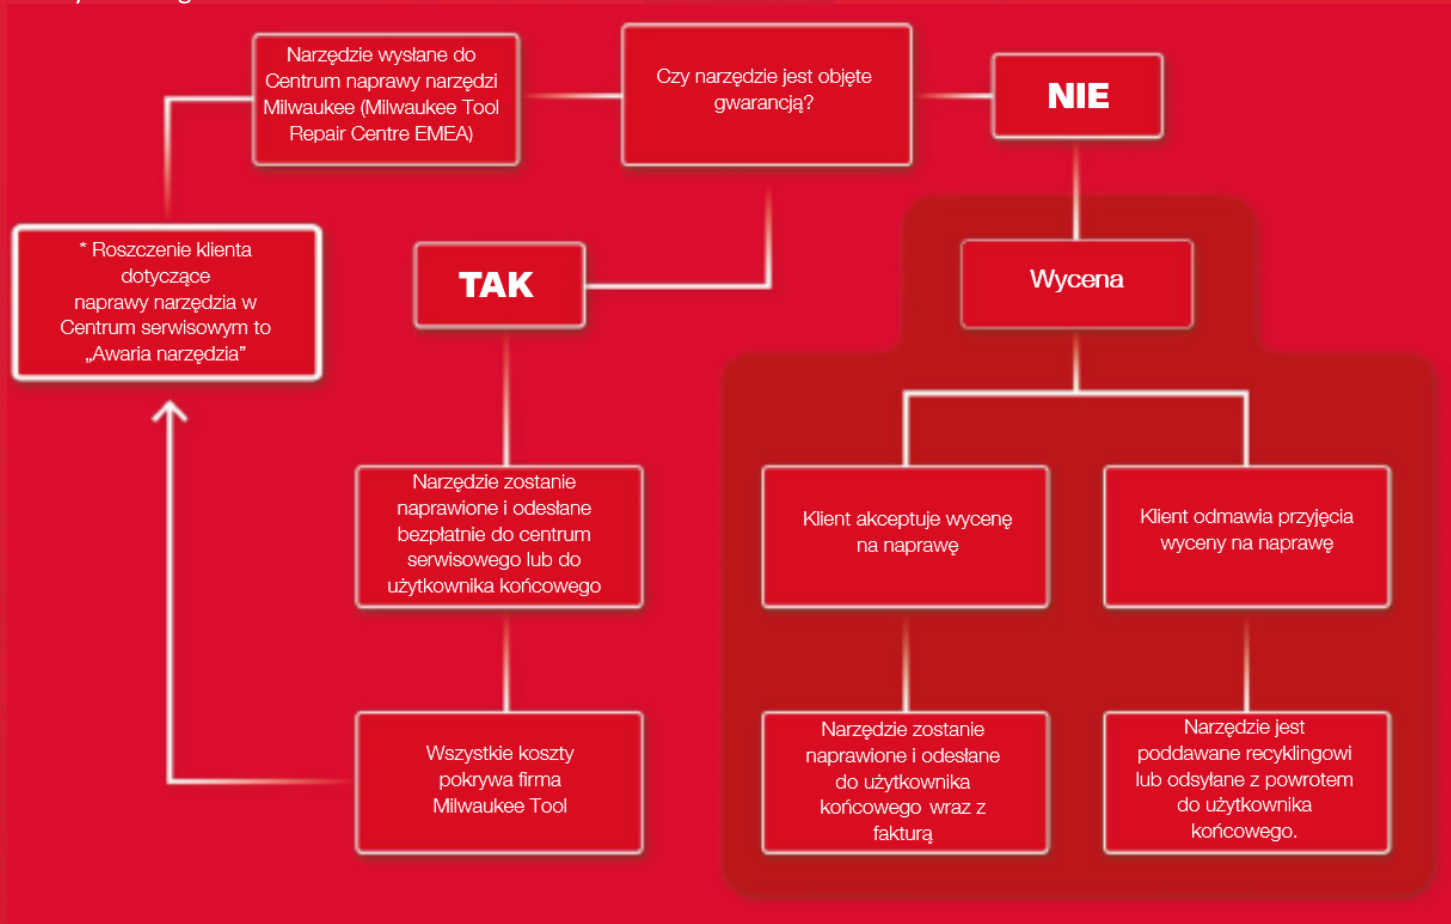 Narzędzie wysłane do
Centrum naprawy narzędzi
Milwaukee (Milwaukee Tool
Repair Centre EMEA)
Czy narzędzie jest objęte
gwarancją?
NIE
* Roszczenie klienta
dotyczące
naprawy narzędzia w
Centrum serwisowym to
„Awaria narzędzia”
TAK
Wycena
Narzędzie zostanie
naprawione i odesłane
bezpłatnie do centrum
serwisowego lub do
użytkownika końcowego
Klient akceptuje wycenę
na naprawę
Klient odmawia przyjęcia
wyceny na naprawę
Wszystkie koszty
pokrywa firma
Milwaukee Tool
Narzędzie zostanie
naprawione i odesłane
do użytkownika
końcowego wraz z
fakturą
Narzędzie jest
poddawane recyklingowi
lub odsyłane z powrotem
do użytkownika
końcowego.